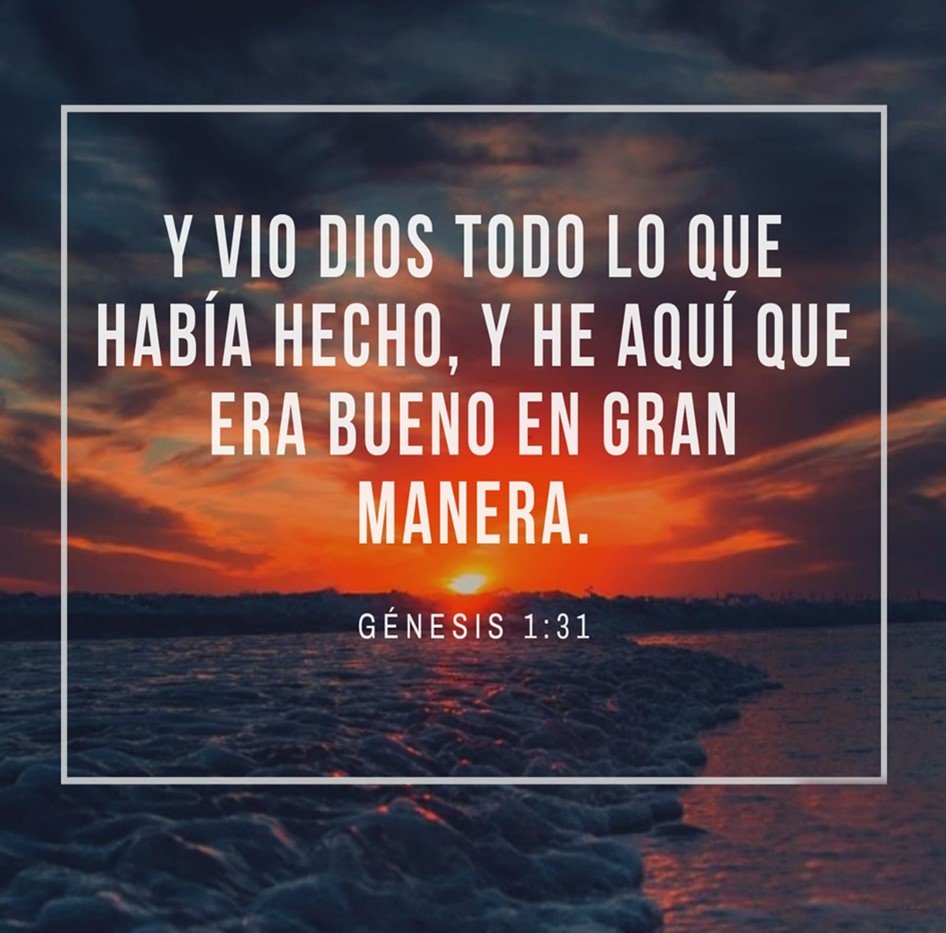 Y VIO DIOS TODO LO QUE
HABÍA HECHO, Y HE AQUÍ QUE
ERA BUENO EN GRAN
MANERA.
GÉNESIS 1:31